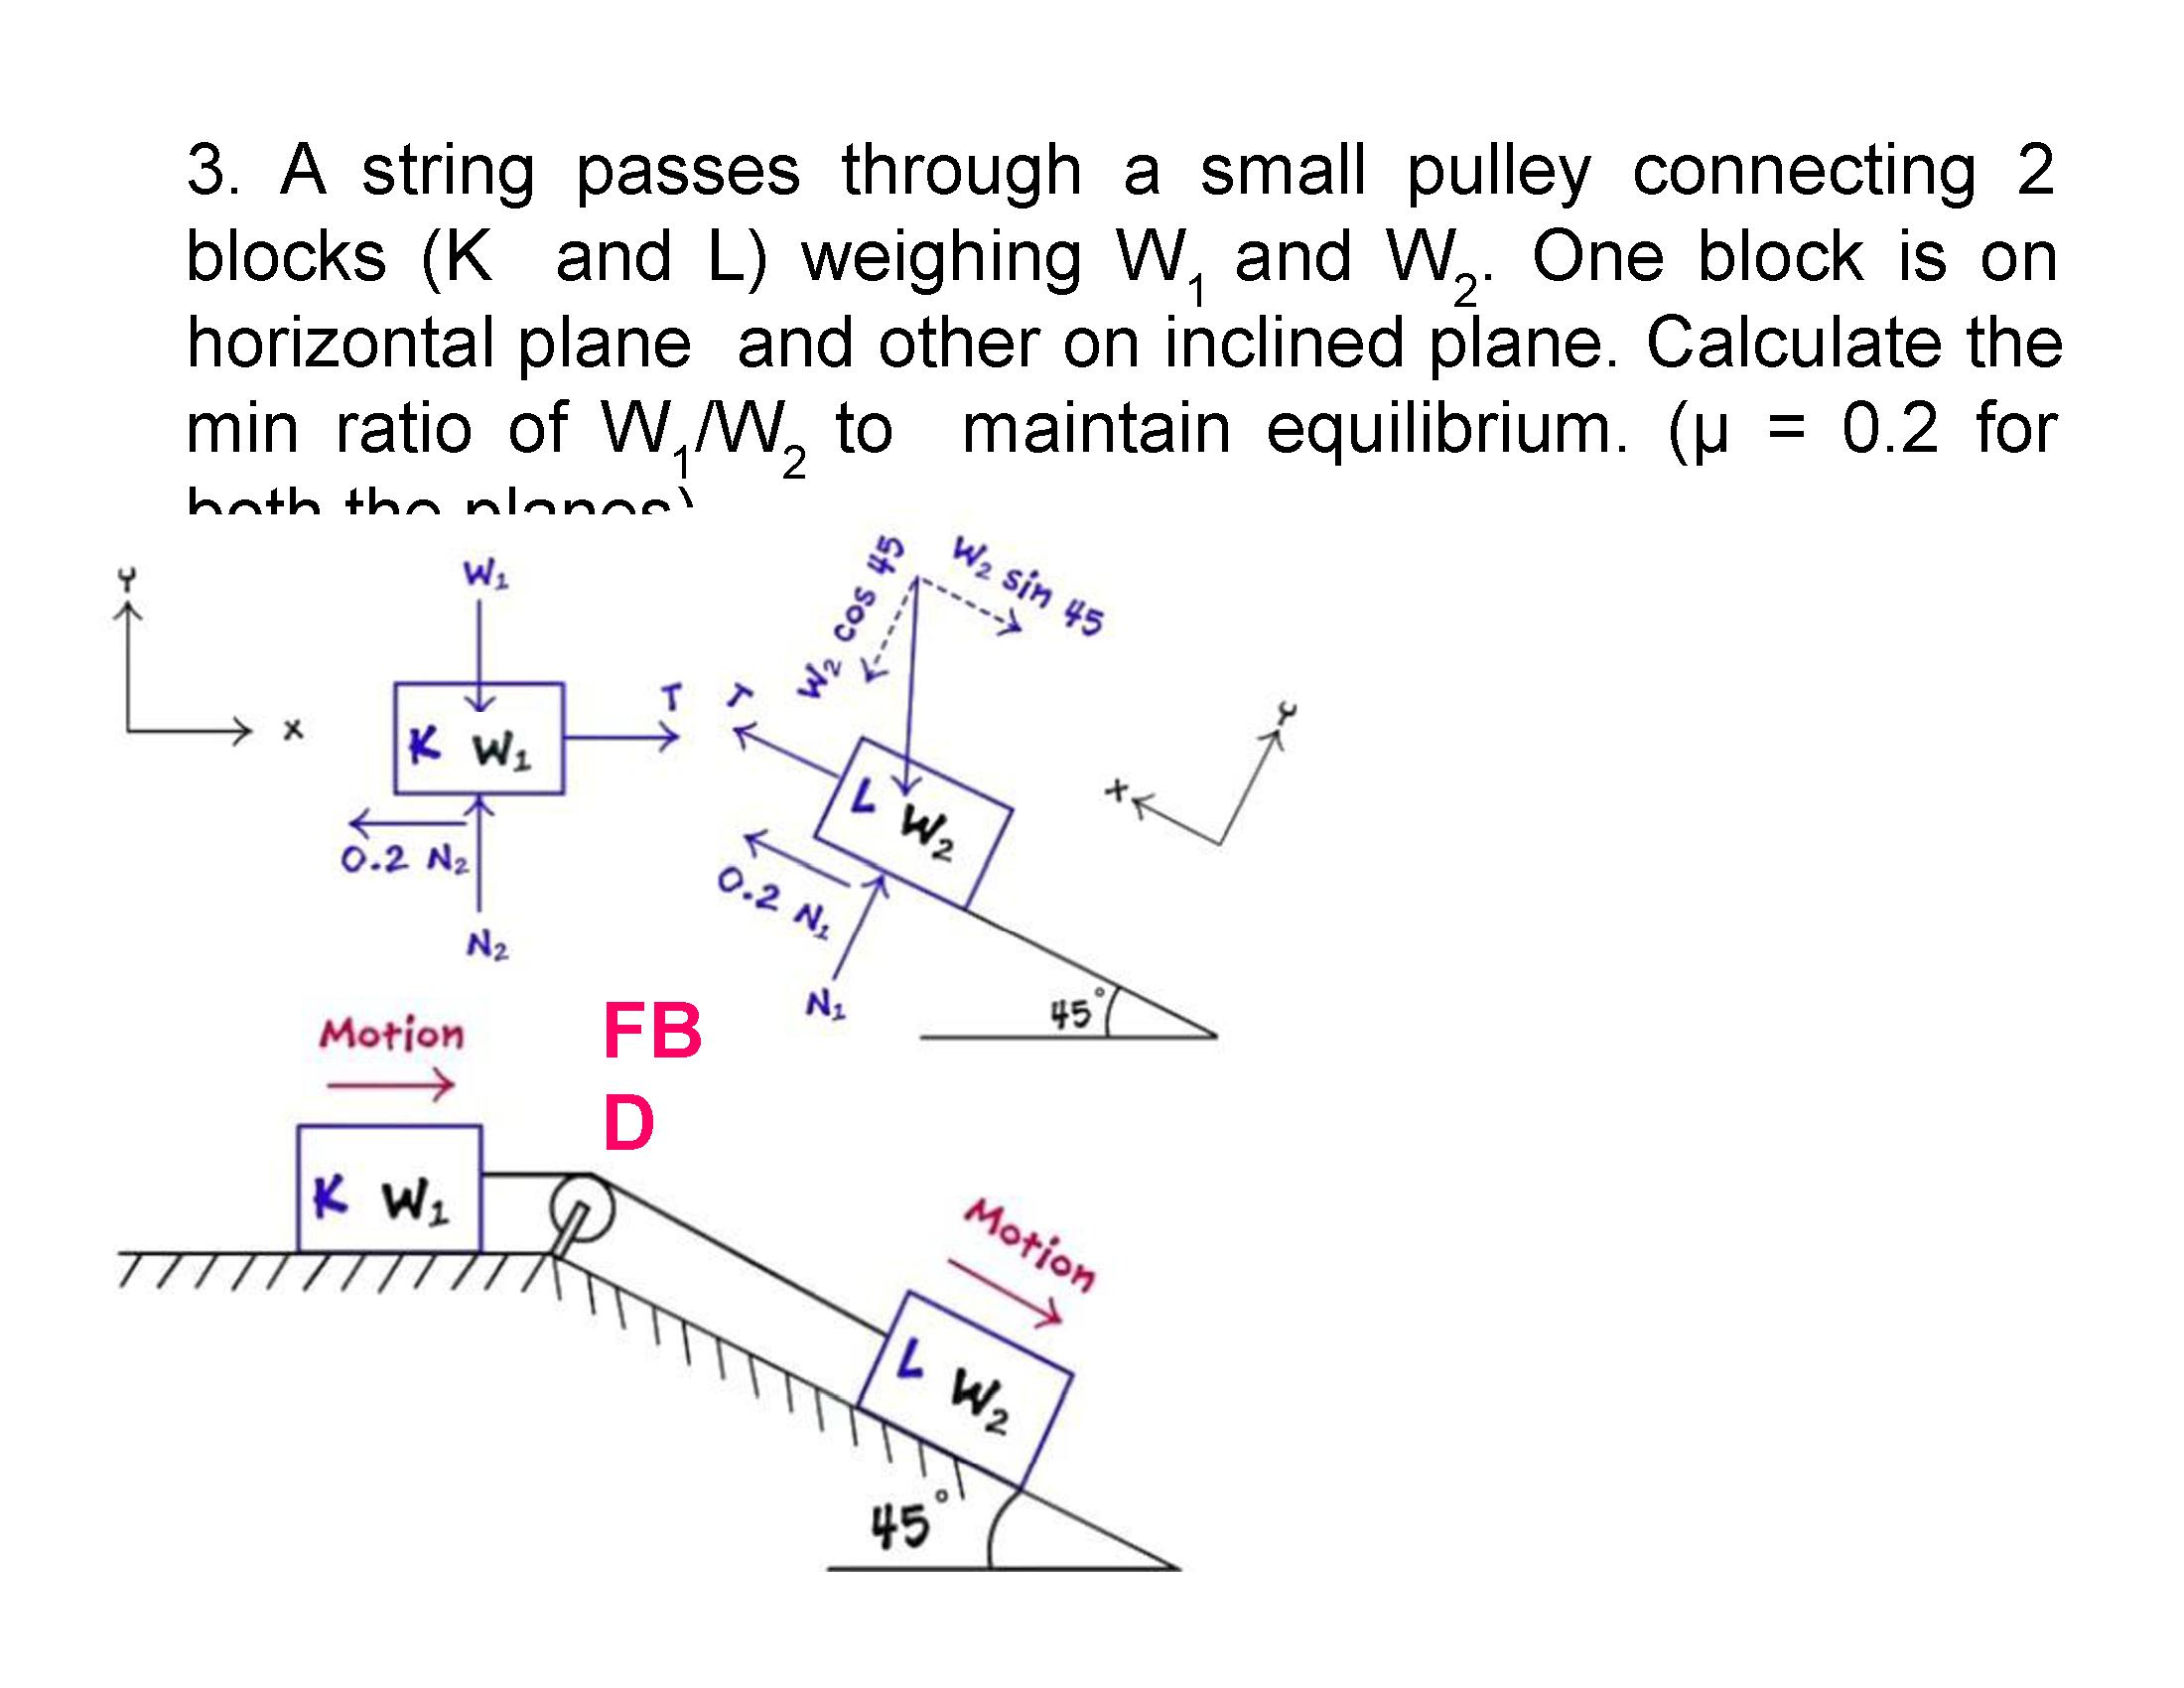 3. A string passes through a small pulley connecting 2
blocks (K and L) weighing W₁ and W₂. One block is on
horizontal plane and other on inclined plane. Calculate the
min ratio of W₁/W₂ to maintain equilibrium. (μ = 0.2 for
both the planes)
W₂ cos 45
W₂ sin 45
Y
W₁
X
K W₁
T
T
0.2 N₂
N₂
L W₂
0.2 N₁
N₁
Y
X
45°
Motion
FB
D
K W₁
Motion
L W₂
45°